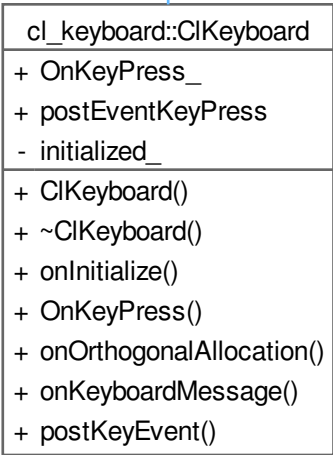 cl_keyboard::ClKeyboard
+ OnKeyPress_
+ postEventKeyPress
- initialized_
+ ClKeyboard()
+ ~ClKeyboard()
+ onInitialize()
+ OnKeyPress()
+ onOrthogonalAllocation()
+ onKeyboardMessage()
+ postKeyEvent()